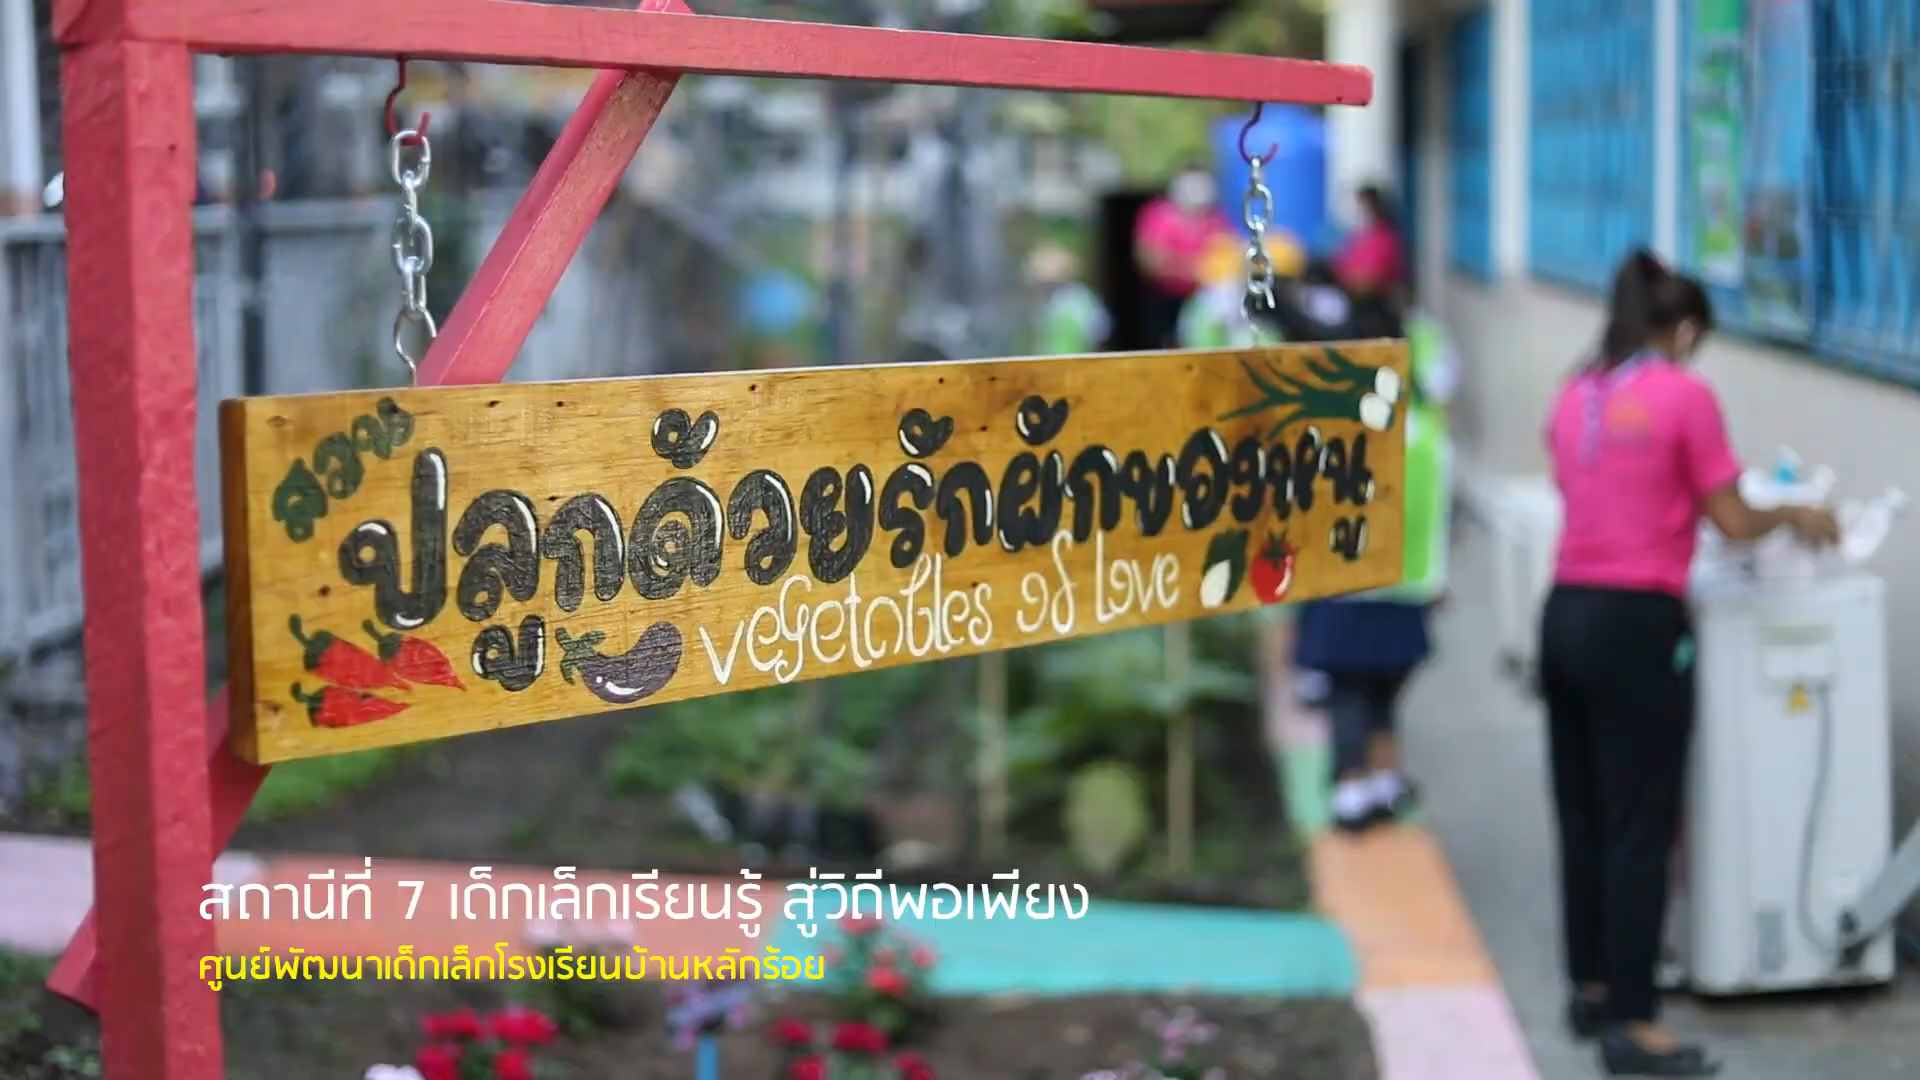 สวน
ปลูกด้วยรักผักของหนู
vegetables of love
สถานีที่ 7 เด็กเล็กเรียนรู้ สู่วิถีพอเพียง
ศูนย์พัฒนาเด็กเล็กโรงเรียนบ้านหลักร้อย